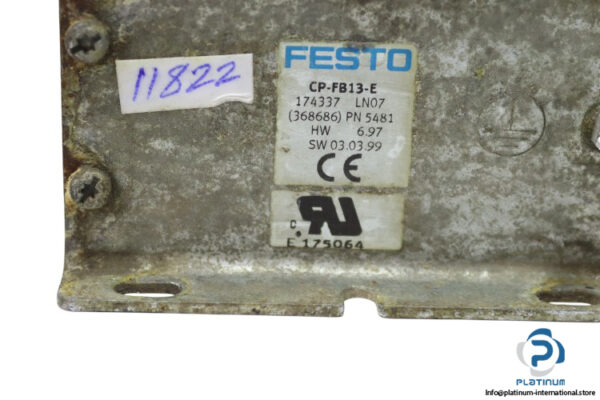 11822
FESTO
CP-FB13-E
174337 LN07
(368686) PN 5481
HW 6.97
SW 03.03.99
CE
c RU
E 175064
PLATINUM
Info@platinum-international.store